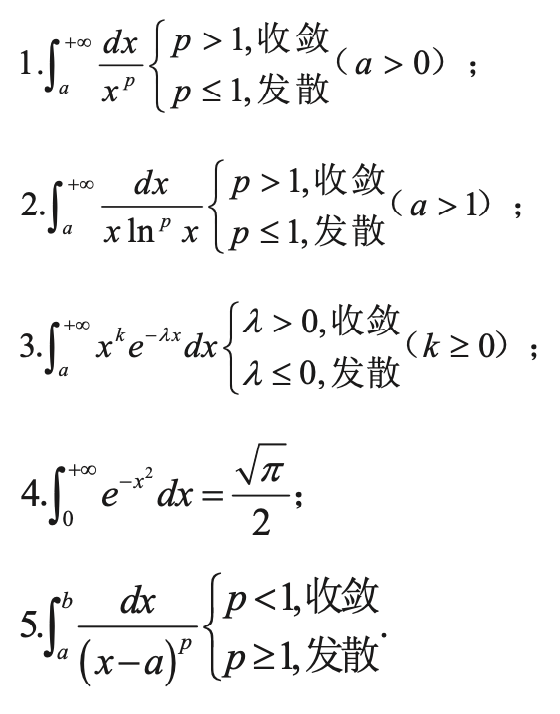 1.∫_a^{+∞} dx/x^p { p > 1,收敛 ; p ≤ 1,发散 (a > 0) ；
2.∫_a^{+∞} dx/(x ln^p x) { p > 1,收敛 ; p ≤ 1,发散 (a > 1) ；
3.∫_a^{+∞} x^k e^{-λx} dx { λ > 0,收敛 ; λ ≤ 0,发散 (k ≥ 0) ；
4.∫_0^{+∞} e^{-x^2} dx = √π/2 ;
5.∫_a^b dx/(x-a)^p { p < 1,收敛 ; p ≥ 1,发散 .